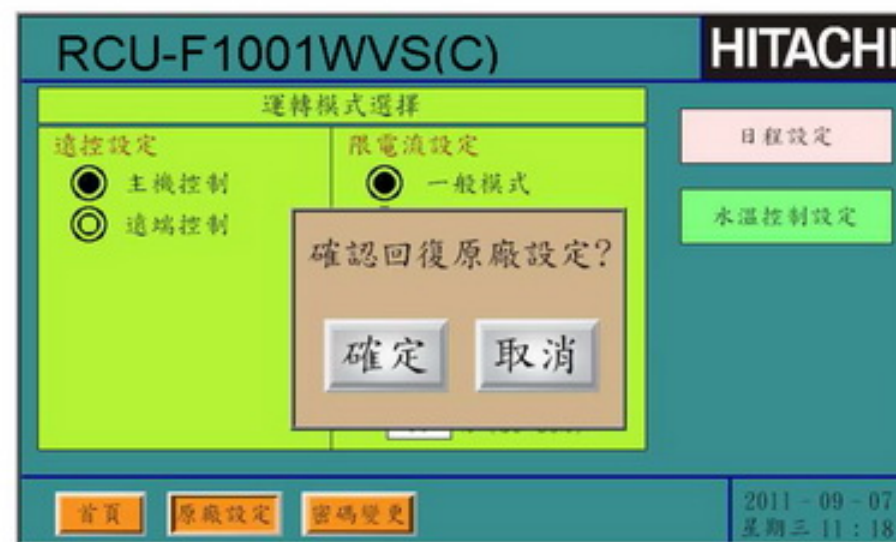 RCU-F1001WVS(C)
HITACHI
運轉模式選擇
遠控設定
主機控制
遠端控制
限電流設定
一般模式
確認回復原廠設定?
確定
取消
日程設定
水溫控制設定
首頁
原廠設定
密碼變更
2011-09-07
星期三 11:18